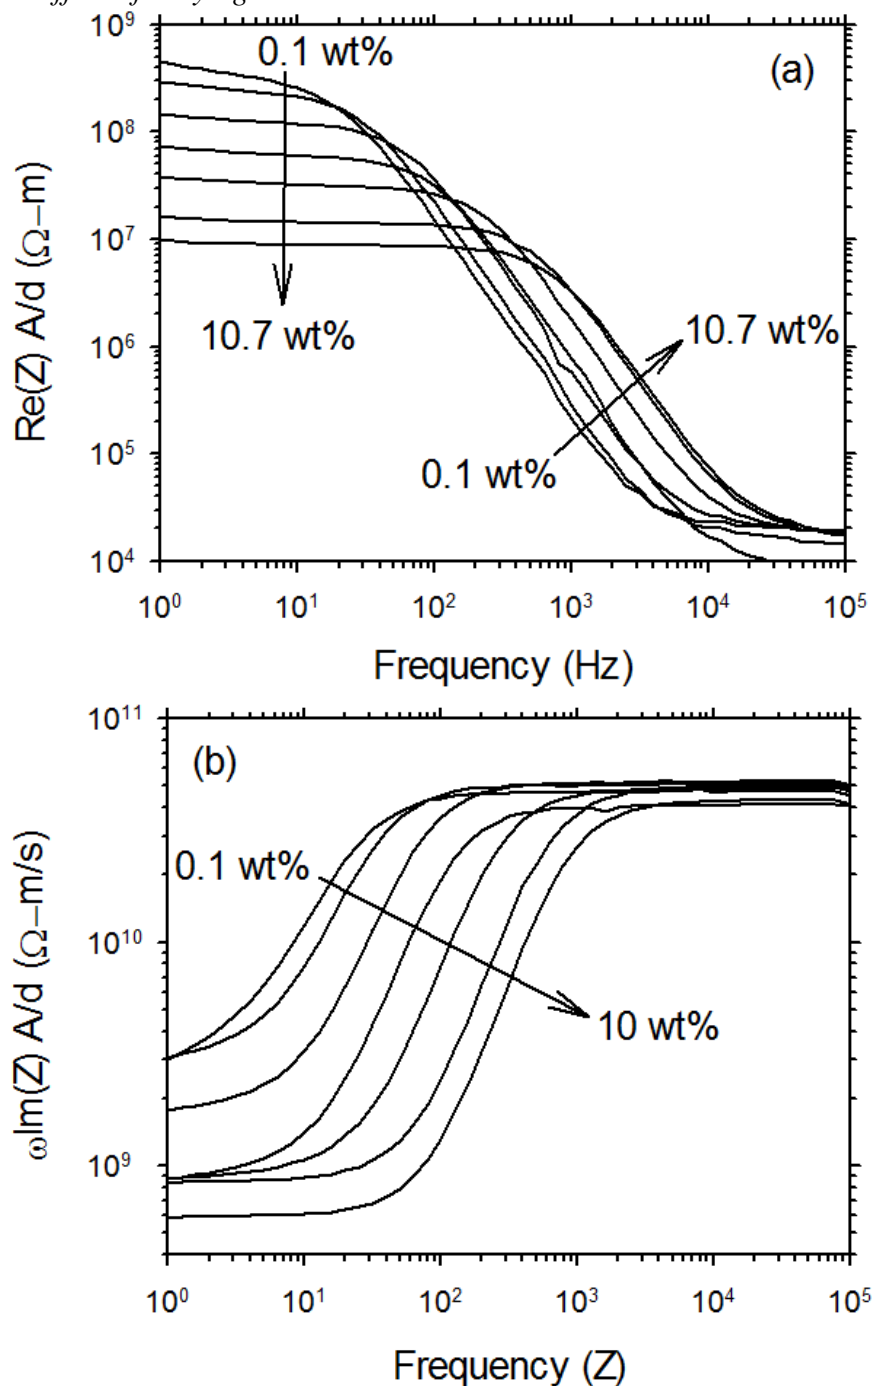 10⁹
0.1 wt%
(a)
10⁸
10⁷
10.7 wt%
10.7 wt%
10⁶
10⁵
0.1 wt%
10⁴
Re(Z) A/d (Ω−m)
10⁰ 10¹ 10² 10³ 10⁴ 10⁵
Frequency (Hz)
10¹¹
(b)
0.1 wt%
10¹⁰
10 wt%
10⁹
ωIm(Z) A/d (Ω−m/s)
10⁰ 10¹ 10² 10³ 10⁴ 10⁵
Frequency (Z)